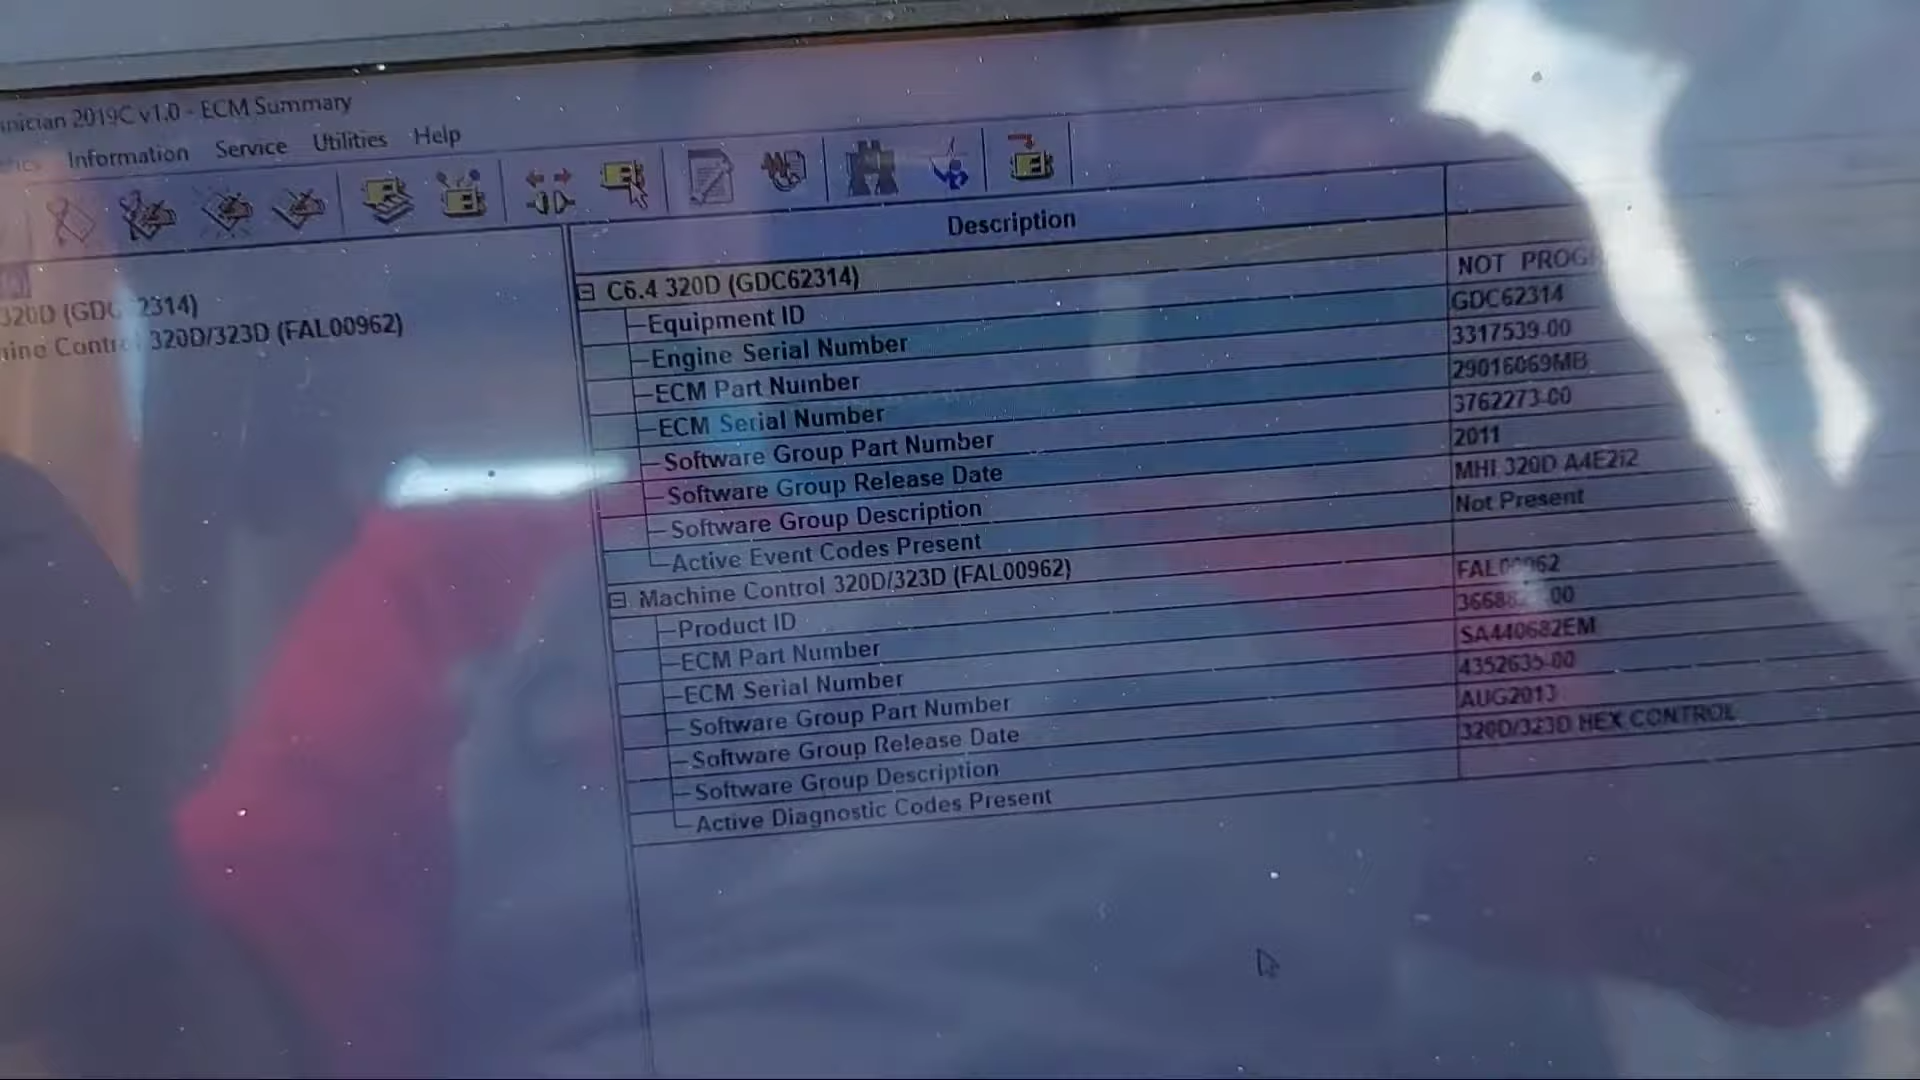 2019C v1.0 - ECM Summary
Information Service Utilities Help
320D (GDC 2314)
320D/323D (FAL00962)
Description
C6.4 320D (GDC62314)
Equipment ID NOT
Engine Serial Number GDC62314
ECM Part Number 3317539-00
ECM Serial Number 29016069MB
Software Group Part Number 3762273-00
Software Group Release Date 2011
Software Group Description MHI 320D
Active Event Codes Present Not Present
Machine Control 320D/323D (FAL00962)
Product ID
ECM Part Number
ECM Serial Number SA440682EM
Software Group Part Number 4352635-00
Software Group Release Date AUG2013
Software Group Description 320D/323D HEX CONTROL
Active Diagnostic Codes Present